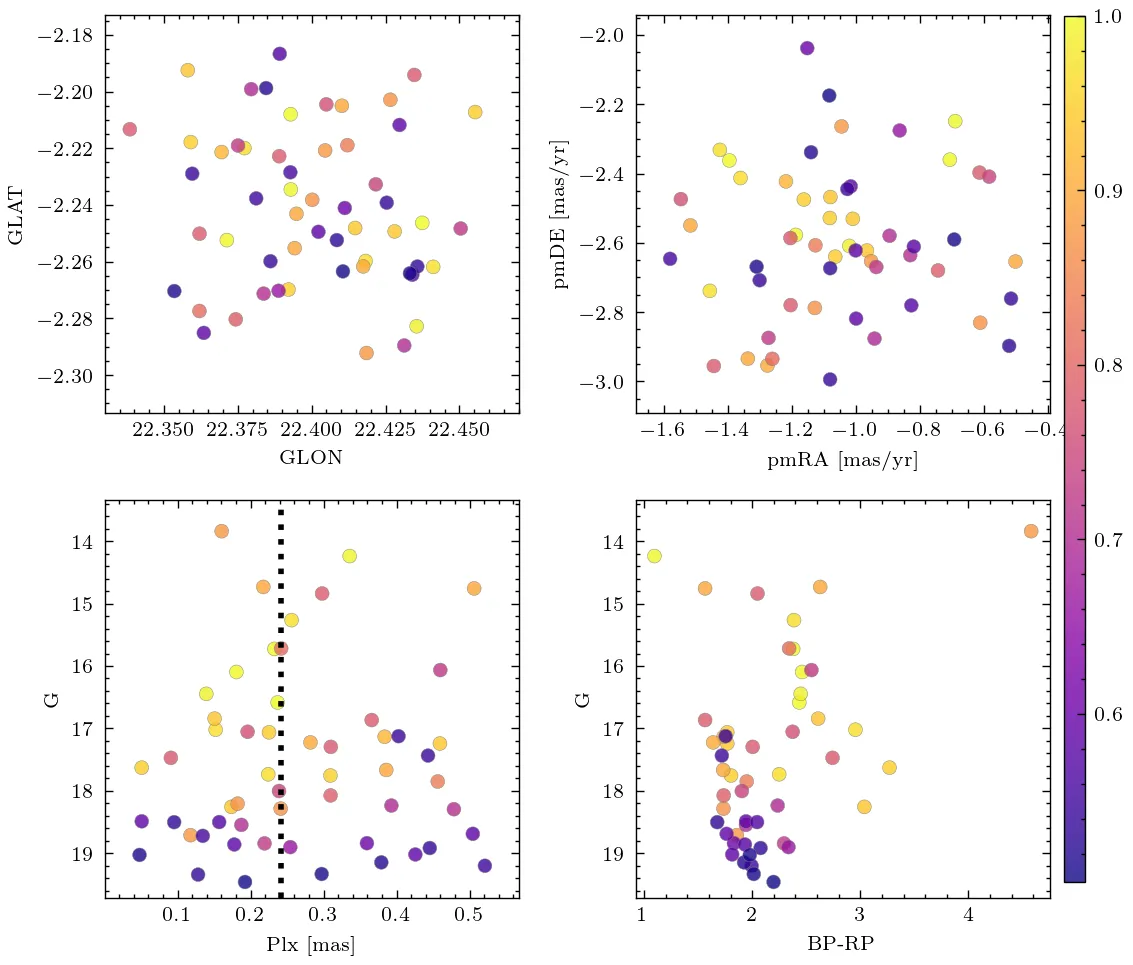 −2.18
−2.20
−2.22
−2.24
−2.26
−2.28
−2.30
GLAT
22.350 22.375 22.400 22.425 22.450
GLON
−2.0
−2.2
−2.4
−2.6
−2.8
−3.0
pmDE [mas/yr]
−1.6 −1.4 −1.2 −1.0 −0.8 −0.6 −0.4
pmRA [mas/yr]
14
15
16
17
18
19
G
0.1 0.2 0.3 0.4 0.5
Plx [mas]
14
15
16
17
18
19
G
1 2 3 4
BP-RP
1.0
0.9
0.8
0.7
0.6